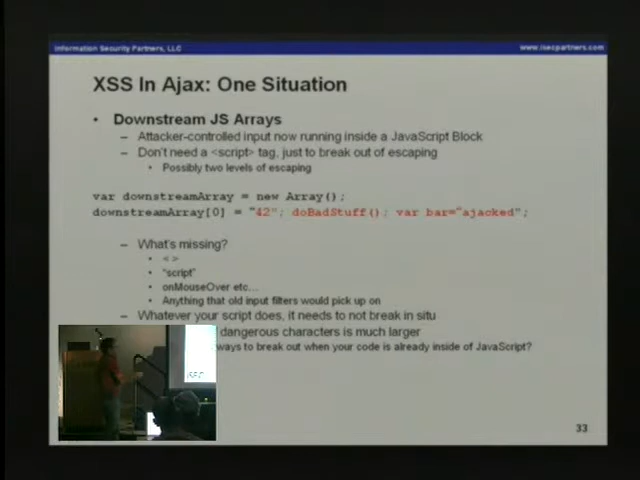 Information Security Partners, LLC
www.isecpartners.com
XSS In Ajax: One Situation
• Downstream JS Arrays
– Attacker-controlled input now running inside a JavaScript Block
– Don't need a <script> tag, just to break out of escaping
• Possibly two levels of escaping
var downstreamArray = new Array();
downstreamArray[0] = "42"; doBadStuff(); var bar="ajacked";
– What's missing?
• < >
• "script"
• onMouseOver etc…
• Anything that old input filters would pick up on
– Whatever your script does, it needs to not break in situ
dangerous characters is much larger
ways to break out when your code is already inside of JavaScript?
iSEC
33